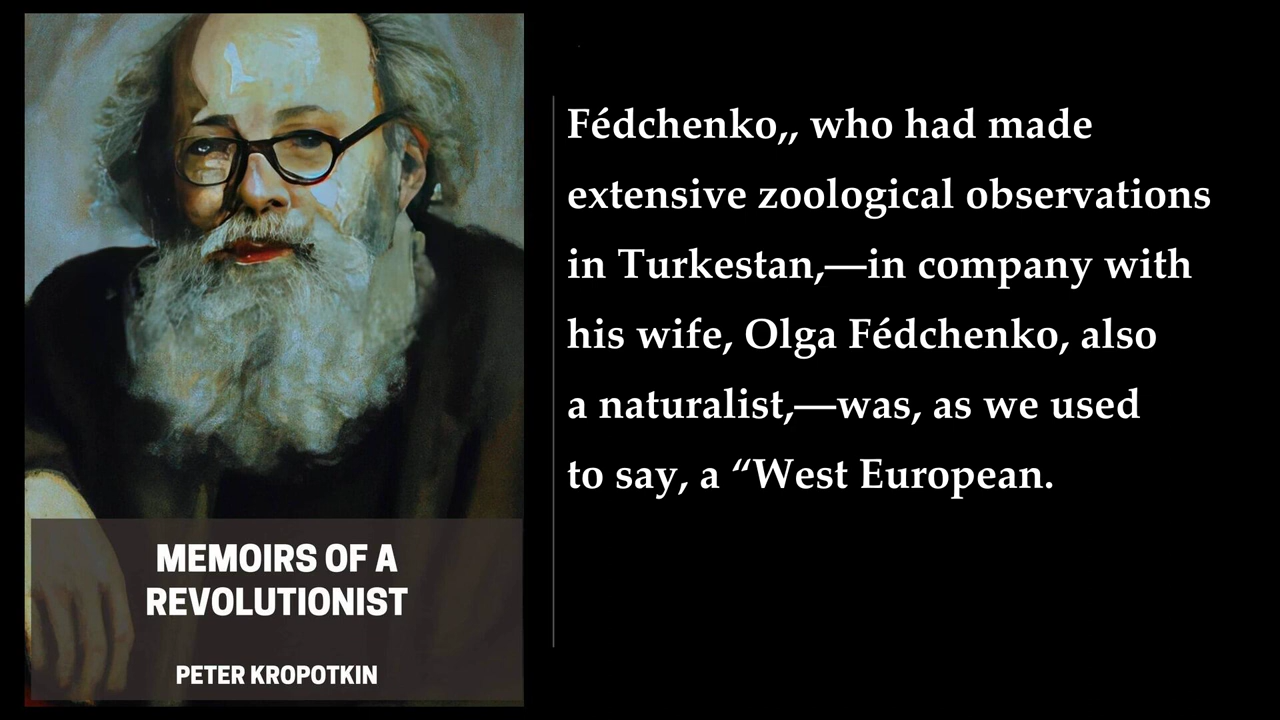 MEMOIRS OF A
REVOLUTIONIST
PETER KROPOTKIN
Fédchenko,, who had made
extensive zoological observations
in Turkestan,—in company with
his wife, Olga Fédchenko, also
a naturalist,—was, as we used
to say, a “West European.